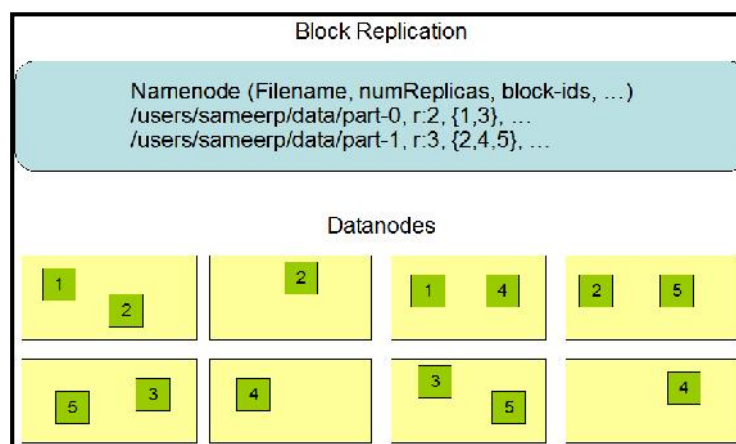 Block Replication
Namenode (Filename, numReplicas, block-ids, ...)
/users/sameerp/data/part-0, r:2, {1,3}, ...
/users/sameerp/data/part-1, r:3, {2,4,5}, ...
Datanodes
1
2
2
1 4
2 5
5
3
4
3
5
4